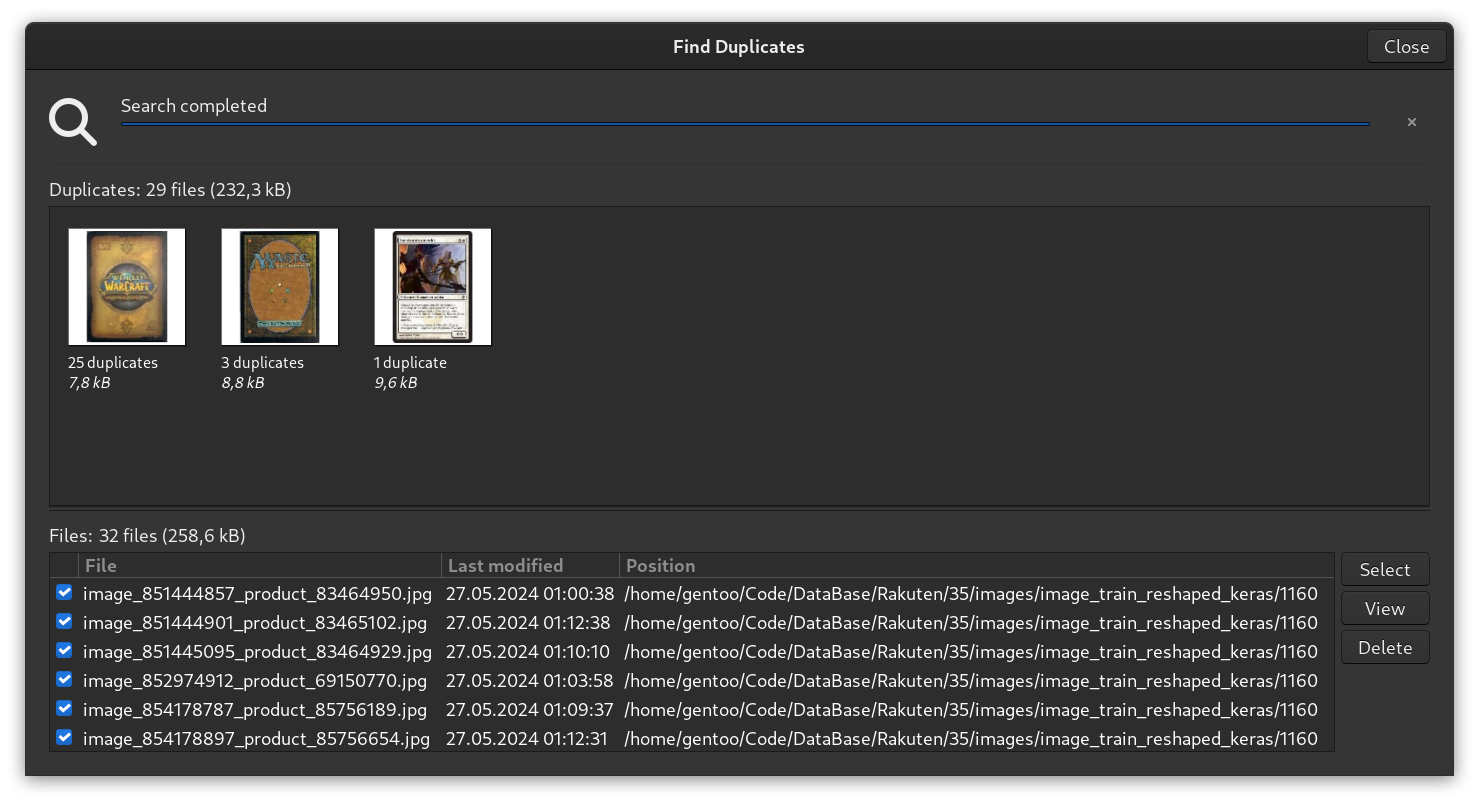 Find Duplicates
Close
Search completed
Duplicates: 29 files (232,3 kB)
WORLD
WARCRAFT
MAGIC
25 duplicates
7,8 kB
3 duplicates
8,8 kB
1 duplicate
9,6 kB
Files: 32 files (258,6 kB)
File Last modified Position
image_851444857_product_83464950.jpg 27.05.2024 01:00:38 /home/gentoo/Code/DataBase/Rakuten/35/images/image_train_reshaped_keras/1160
image_851444901_product_83465102.jpg 27.05.2024 01:12:38 /home/gentoo/Code/DataBase/Rakuten/35/images/image_train_reshaped_keras/1160
image_851445095_product_83464929.jpg 27.05.2024 01:10:10 /home/gentoo/Code/DataBase/Rakuten/35/images/image_train_reshaped_keras/1160
image_852974912_product_69150770.jpg 27.05.2024 01:03:58 /home/gentoo/Code/DataBase/Rakuten/35/images/image_train_reshaped_keras/1160
image_854178787_product_85756189.jpg 27.05.2024 01:09:37 /home/gentoo/Code/DataBase/Rakuten/35/images/image_train_reshaped_keras/1160
image_854178897_product_85756654.jpg 27.05.2024 01:12:31 /home/gentoo/Code/DataBase/Rakuten/35/images/image_train_reshaped_keras/1160
Select
View
Delete